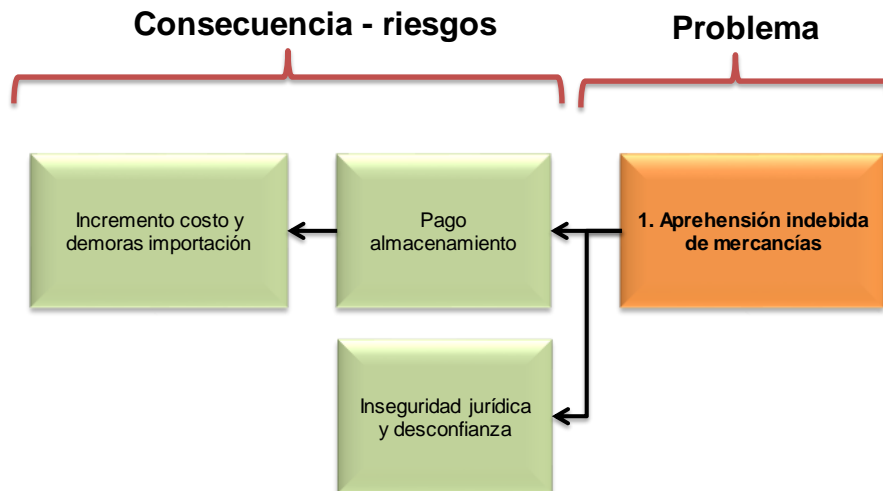 Consecuencia - riesgos
Problema
Incremento costo y
demoras importación
Pago
almacenamiento
1. Aprehensión indebida
de mercancías
Inseguridad jurídica
y desconfianza